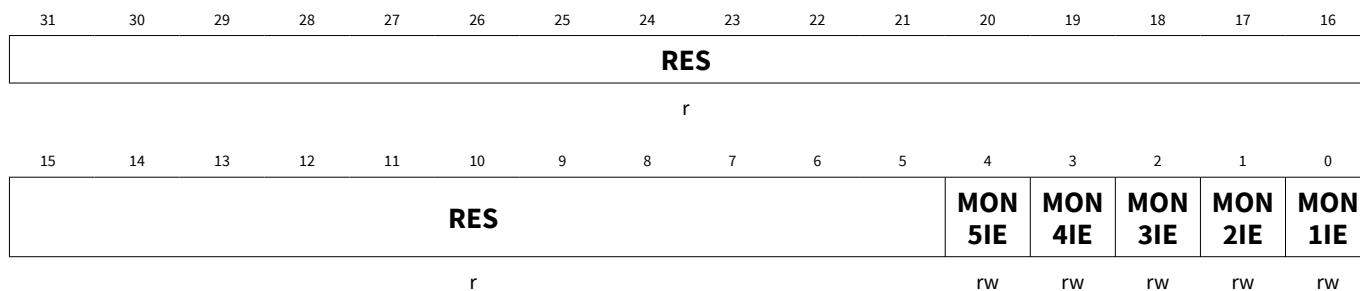 31 30 29 28 27 26 25 24 23 22 21 20 19 18 17 16
RES
r
15 14 13 12 11 10 9 8 7 6 5 4 3 2 1 0
RES MON 5IE MON 4IE MON 3IE MON 2IE MON 1IE
r rw rw rw rw rw